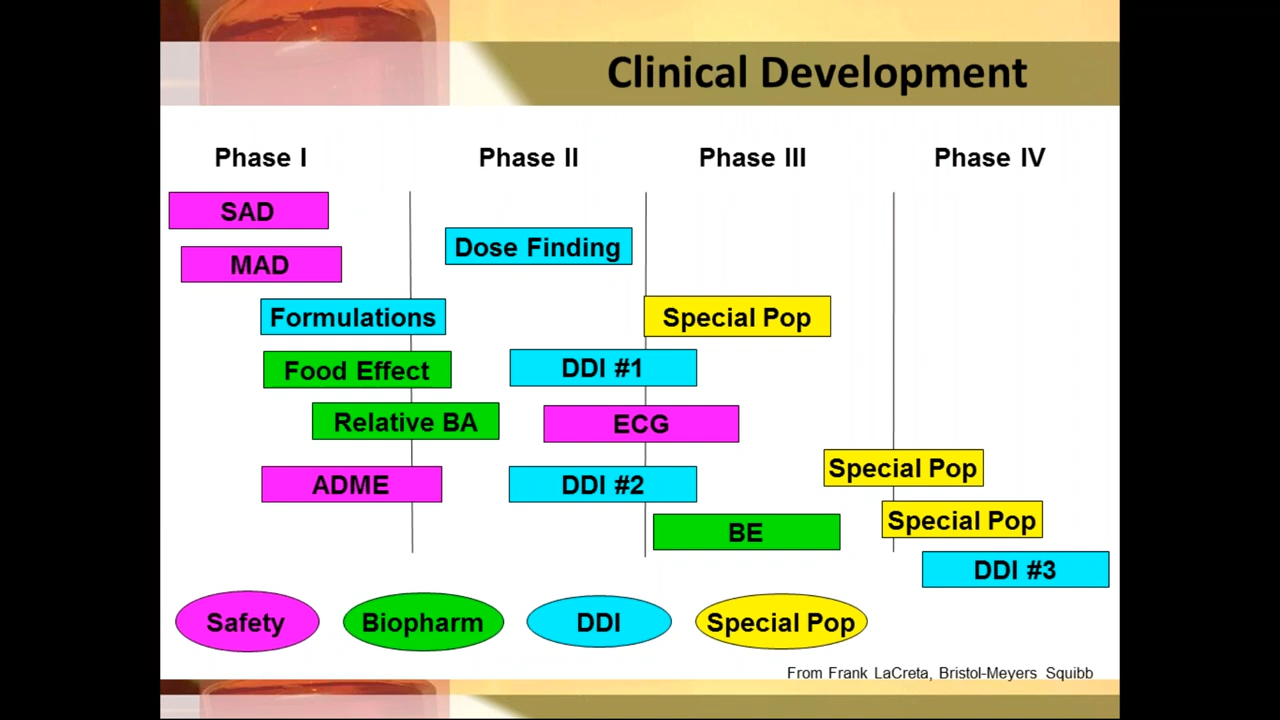 Clinical Development
Phase I
Phase II
Phase III
Phase IV
SAD
Dose Finding
MAD
Formulations
Special Pop
Food Effect
DDI #1
Relative BA
ECG
Special Pop
ADME
DDI #2
Special Pop
BE
DDI #3
Safety
Biopharm
DDI
Special Pop
From Frank LaCreta, Bristol-Meyers Squibb